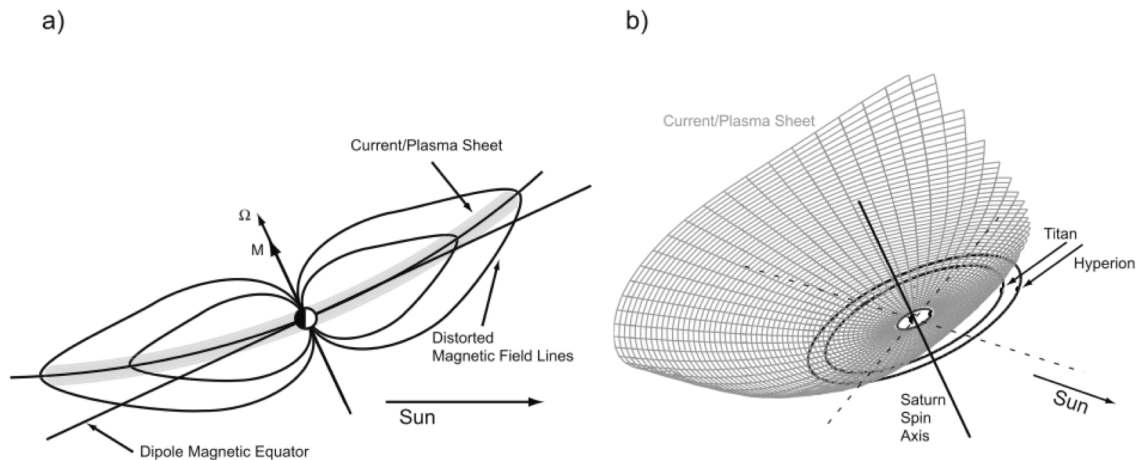 a)
Current/Plasma Sheet
Ω
M
Distorted
Magnetic Field Lines
Sun
Dipole Magnetic Equator
b)
Current/Plasma Sheet
Titan
Hyperion
Saturn
Spin
Axis
Sun